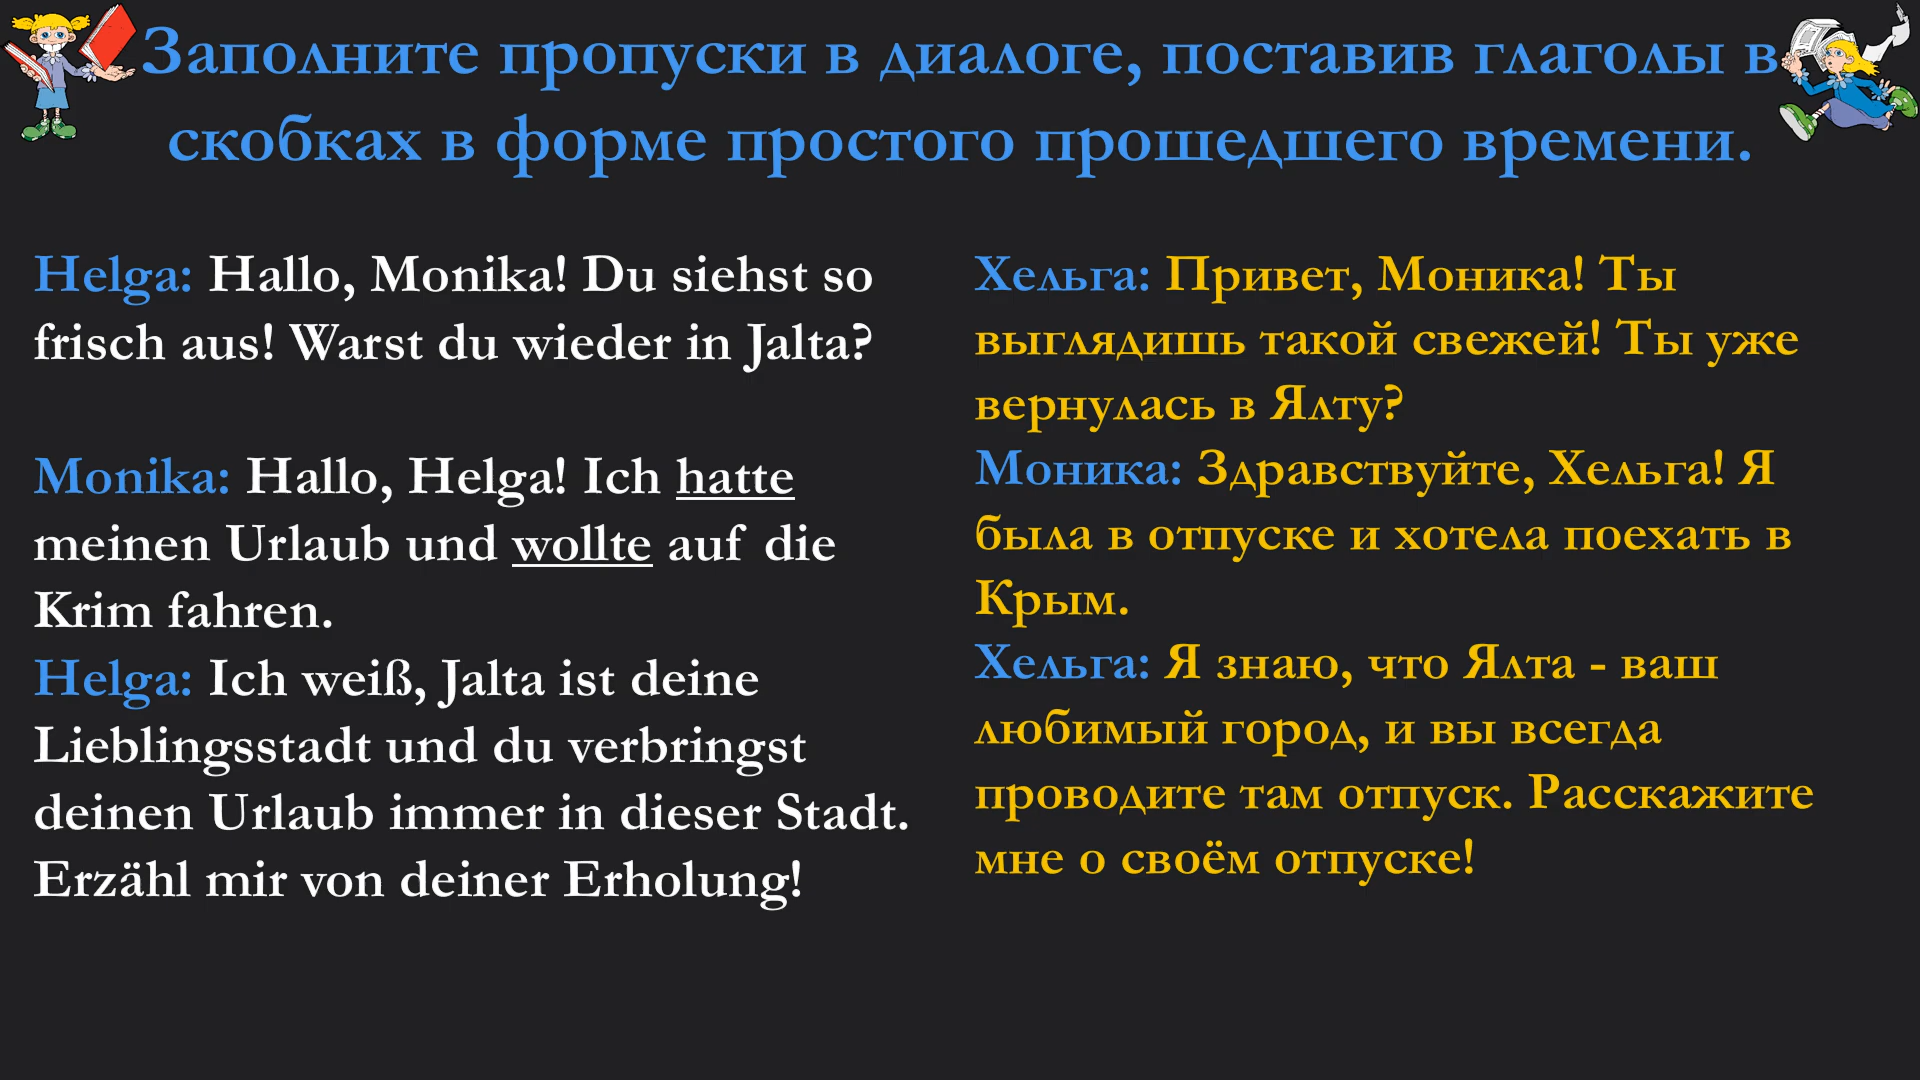 Заполните пропуски в диалоге, поставив глаголы в
скобках в форме простого прошедшего времени.
Helga: Hallo, Monika! Du siehst so
frisch aus! Warst du wieder in Jalta?
Monika: Hallo, Helga! Ich hatte
meinen Urlaub und wollte auf die
Krim fahren.
Helga: Ich weiß, Jalta ist deine
Lieblingsstadt und du verbringst
deinen Urlaub immer in dieser Stadt.
Erzähl mir von deiner Erholung!
Хельга: Привет, Моника! Ты
выглядишь такой свежей! Ты уже
вернулась в Ялту?
Моника: Здравствуйте, Хельга! Я
была в отпуске и хотела поехать в
Крым.
Хельга: Я знаю, что Ялта - ваш
любимый город, и вы всегда
проводите там отпуск. Расскажите
мне о своём отпуске!